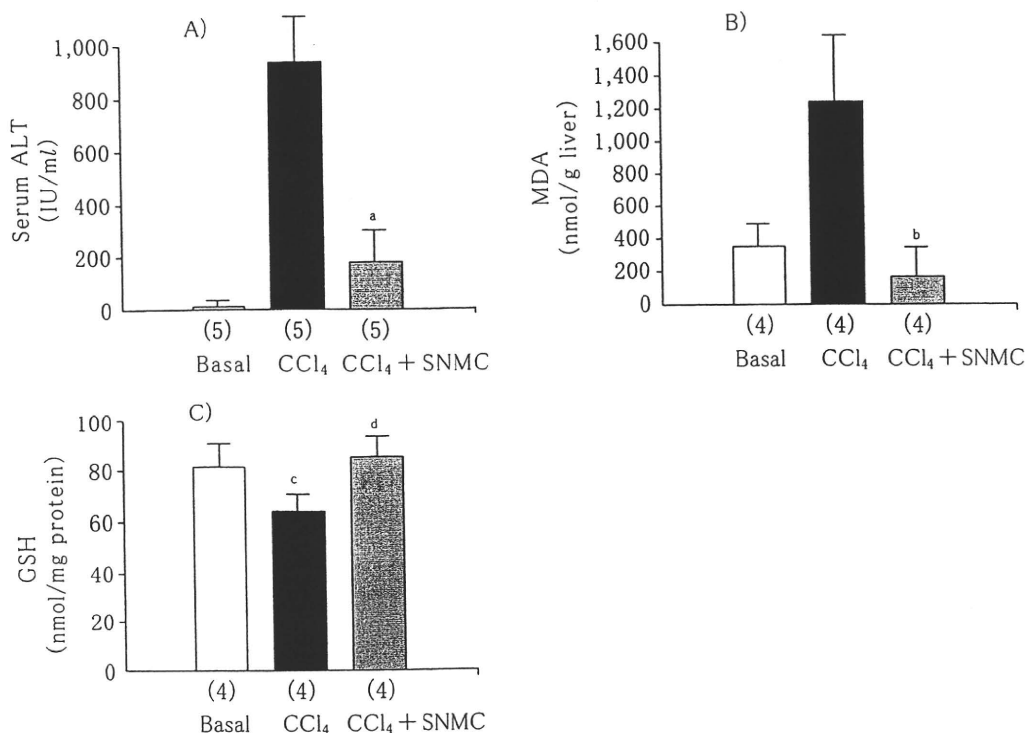 A)
Serum ALT
(IU/ml)
1,000
800
600
400
200
0
a
(5) (5) (5)
Basal CCl₄ CCl₄ + SNMC
B)
MDA
(nmol/g liver)
1,600
1,400
1,200
1,000
800
600
400
200
0
b
(4) (4) (4)
Basal CCl₄ CCl₄ + SNMC
C)
GSH
(nmol/mg protein)
100
80
60
40
20
0
c
d
(4) (4) (4)
Basal CCl₄ CCl₄ + SNMC